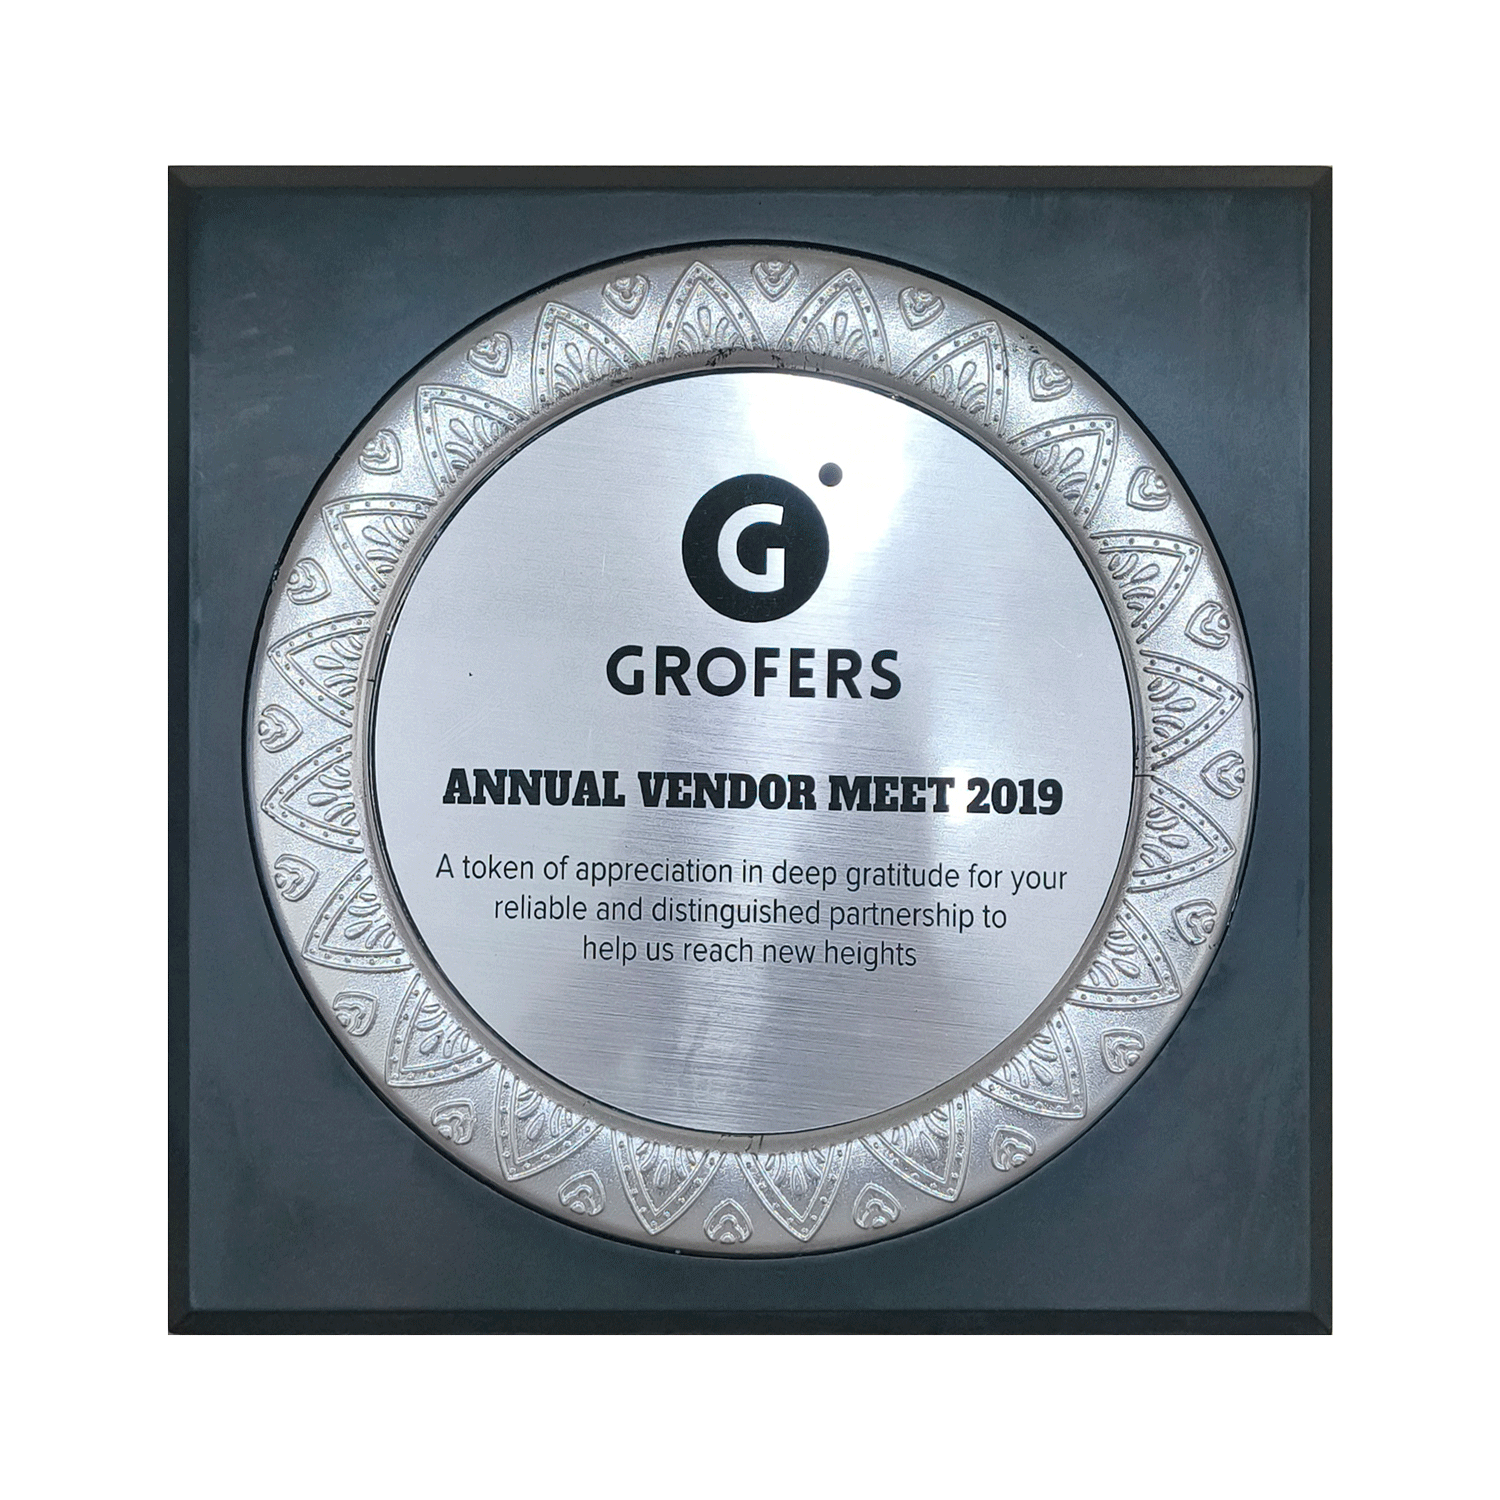 G
GROFERS
ANNUAL VENDOR MEET 2019
A token of appreciation in deep gratitude for your
reliable and distinguished partnership to
help us reach new heights